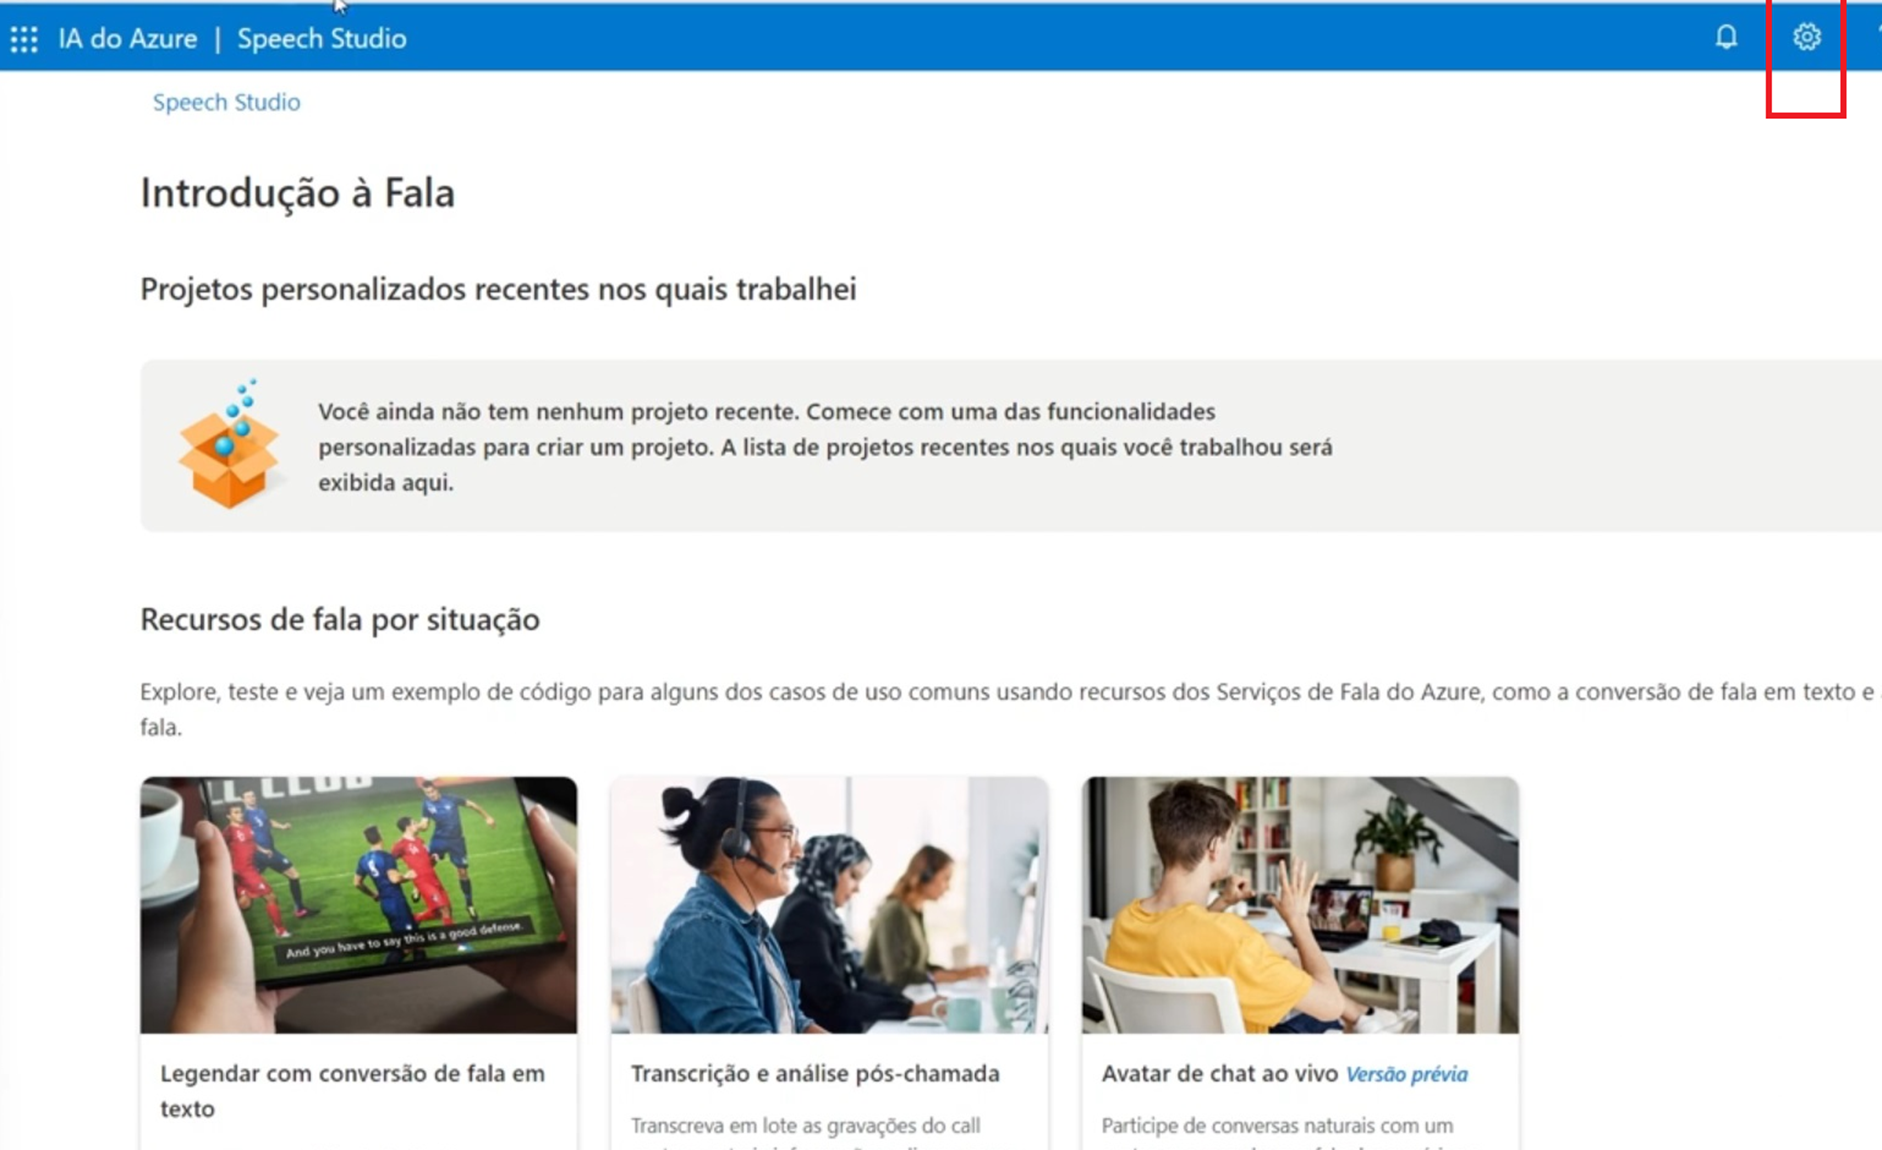 IA do Azure | Speech Studio
Speech Studio
Introdução à Fala
Projetos personalizados recentes nos quais trabalhei
Você ainda não tem nenhum projeto recente. Comece com uma das funcionalidades
personalizadas para criar um projeto. A lista de projetos recentes nos quais você trabalhou será
exibida aqui.
Recursos de fala por situação
Explore, teste e veja um exemplo de código para alguns dos casos de uso comuns usando recursos dos Serviços de Fala do Azure, como a conversão de fala em texto e
fala.
CLUB
And you have to say this is a good defense.
Legendar com conversão de fala em
texto
Transcrição e análise pós-chamada
Transcreva em lote as gravações do call
Avatar de chat ao vivo Versão prévia
Participe de conversas naturais com um